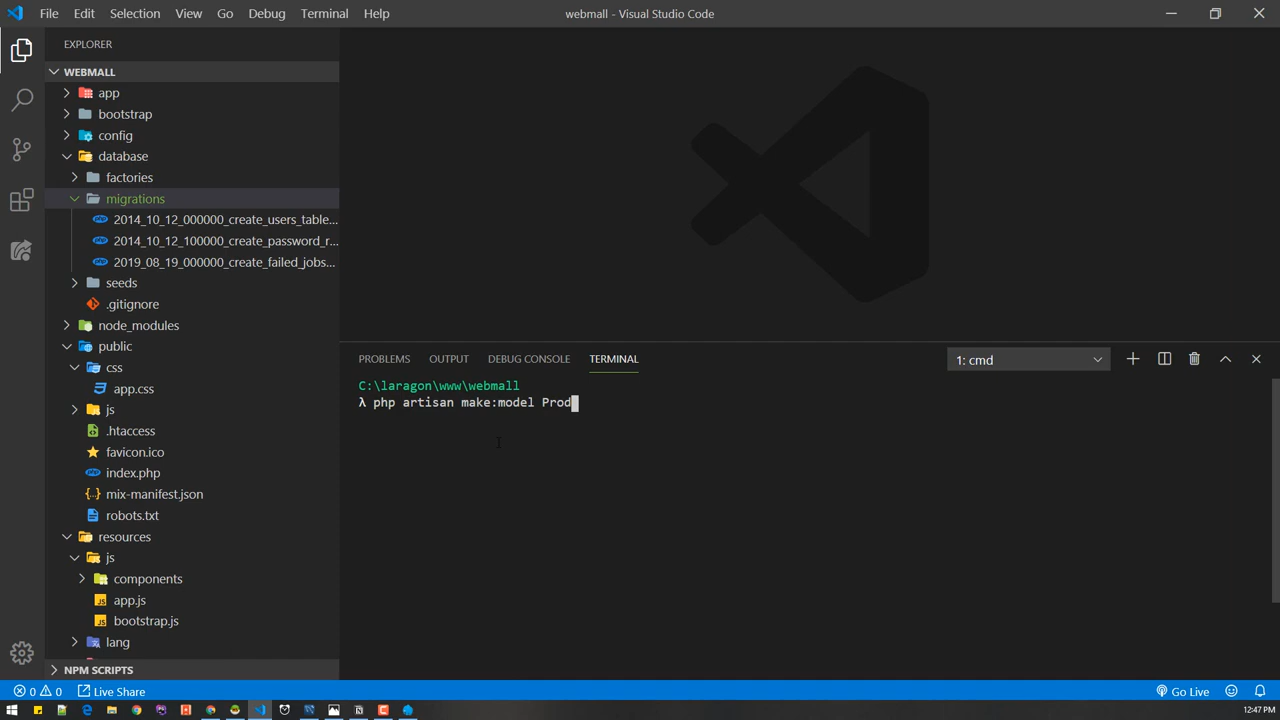 File Edit Selection View Go Debug Terminal Help
webmall - Visual Studio Code
EXPLORER
WEBMALL
app
bootstrap
config
database
factories
migrations
2014_10_12_000000_create_users_table...
2014_10_12_100000_create_password_r...
2019_08_19_000000_create_failed_jobs...
seeds
.gitignore
node_modules
public
css
app.css
js
.htaccess
favicon.ico
index.php
mix-manifest.json
robots.txt
resources
js
components
app.js
bootstrap.js
lang
NPM SCRIPTS
PROBLEMS OUTPUT DEBUG CONSOLE TERMINAL
1: cmd
C:\laragon\www\webmall
λ php artisan make:model Prod
0 0 Live Share
Go Live
12:47 PM